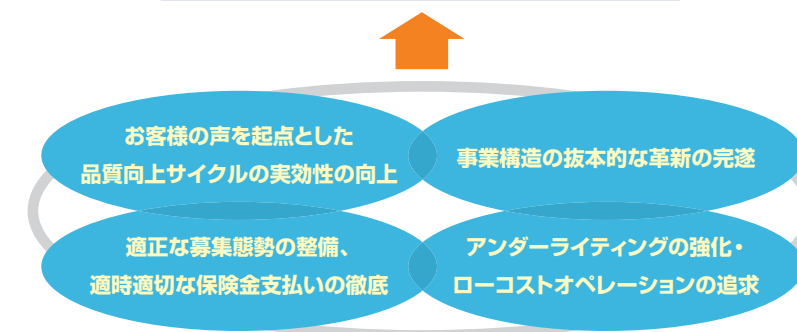 お客様の声を起点とした
品質向上サイクルの実効性の向上
事業構造の抜本的な革新の完遂
適正な募集態勢の整備、
適時適切な保険金支払いの徹底
アンダーライティングの強化・
ローコストオペレーションの追求